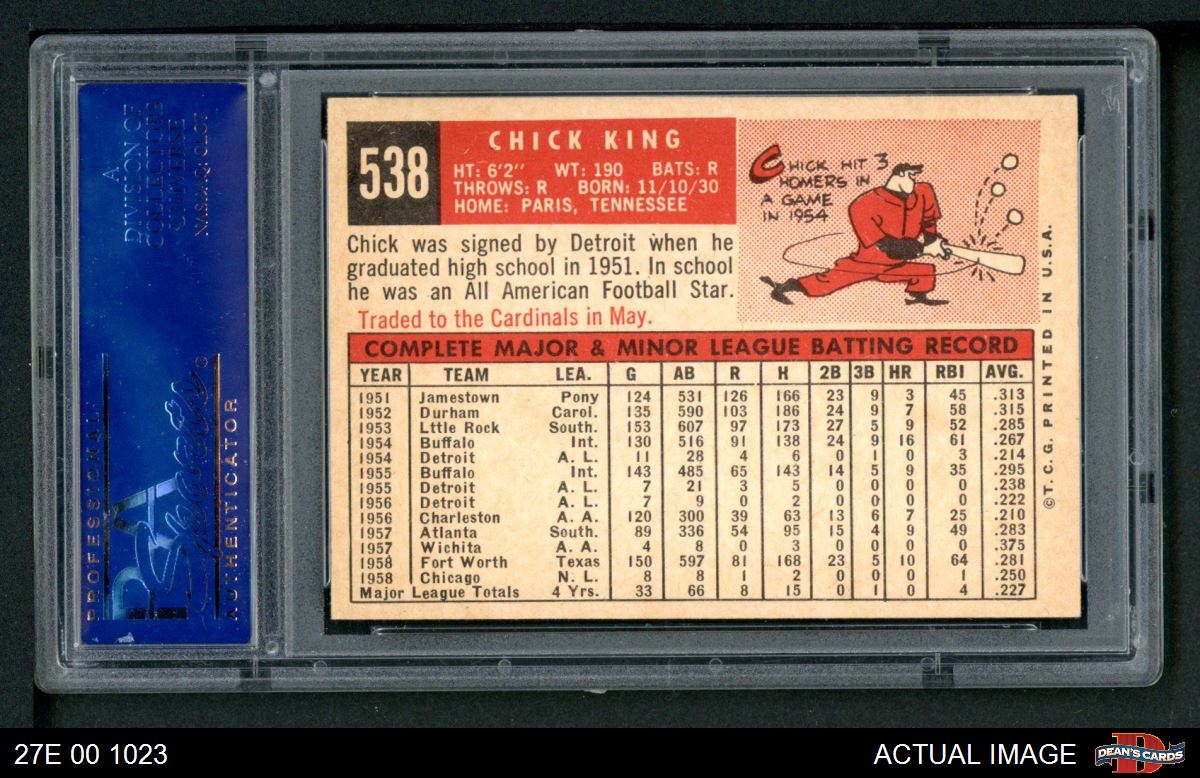 A
DIVISION OF
COLLECTORS
UNIVERSE
NASDAQ: CLCT
PROFESSIONAL
PSA
AUTHENTICATOR
538
CHICK KING
HT: 6'2" WT: 190 BATS: R
THROWS: R BORN: 11/10/30
HOME: PARIS, TENNESSEE
CHICK HIT 3
HOMERS IN
A GAME
IN 1954
Chick was signed by Detroit when he
graduated high school in 1951. In school
he was an All American Football Star.
Traded to the Cardinals in May.
COMPLETE MAJOR & MINOR LEAGUE BATTING RECORD
YEAR TEAM LEA. G AB R H 2B 3B HR RBI AVG.
1951 Jamestown Pony 124 531 126 166 23 9 3 45 .313
1952 Durham Carol. 135 590 103 186 24 9 7 58 .315
1953 Lttle Rock South. 153 607 97 173 27 5 9 52 .285
1954 Buffalo Int. 130 516 91 138 24 9 16 61 .267
1954 Detroit A. L. 11 28 4 6 0 1 0 3 .214
1955 Buffalo Int. 143 485 65 143 14 5 9 35 .295
1955 Detroit A. L. 7 21 3 5 0 0 0 0 .238
1956 Detroit A. L. 7 9 0 2 0 0 0 0 .222
1956 Charleston A. A. 120 300 39 63 13 6 7 25 .210
1957 Atlanta South. 89 336 54 95 15 4 9 49 .283
1957 Wichita A. A. 4 8 0 3 0 0 0 0 .375
1958 Fort Worth Texas 150 597 81 168 23 5 10 64 .281
1958 Chicago N. L. 8 8 1 2 0 0 0 1 .250
Major League Totals 4 Yrs. 33 66 8 15 0 1 0 4 .227
© T. C. G. PRINTED IN U.S.A.
27E 00 1023
ACTUAL IMAGE
DEAN'S CARDS